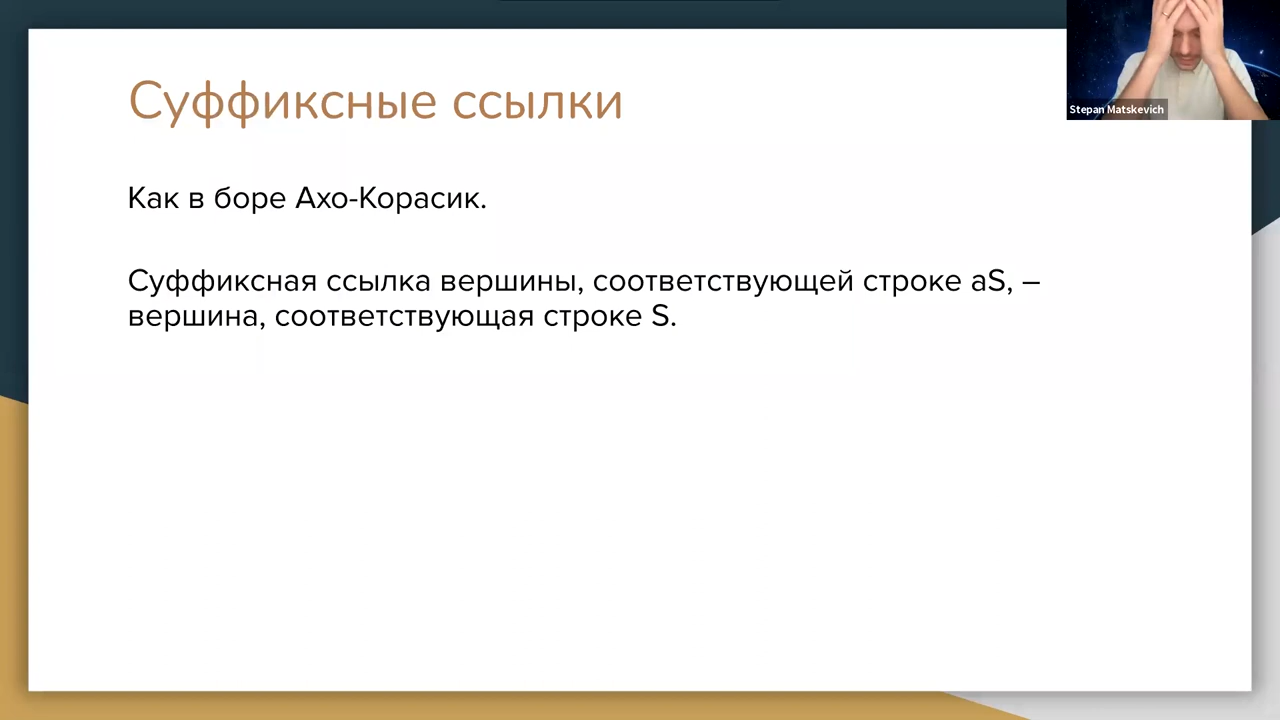 Суффиксные ссылки
Как в боре Ахо-Корасик.
Суффиксная ссылка вершины, соответствующей строке aS, –
вершина, соответствующая строке S.
Stepan Matskevich